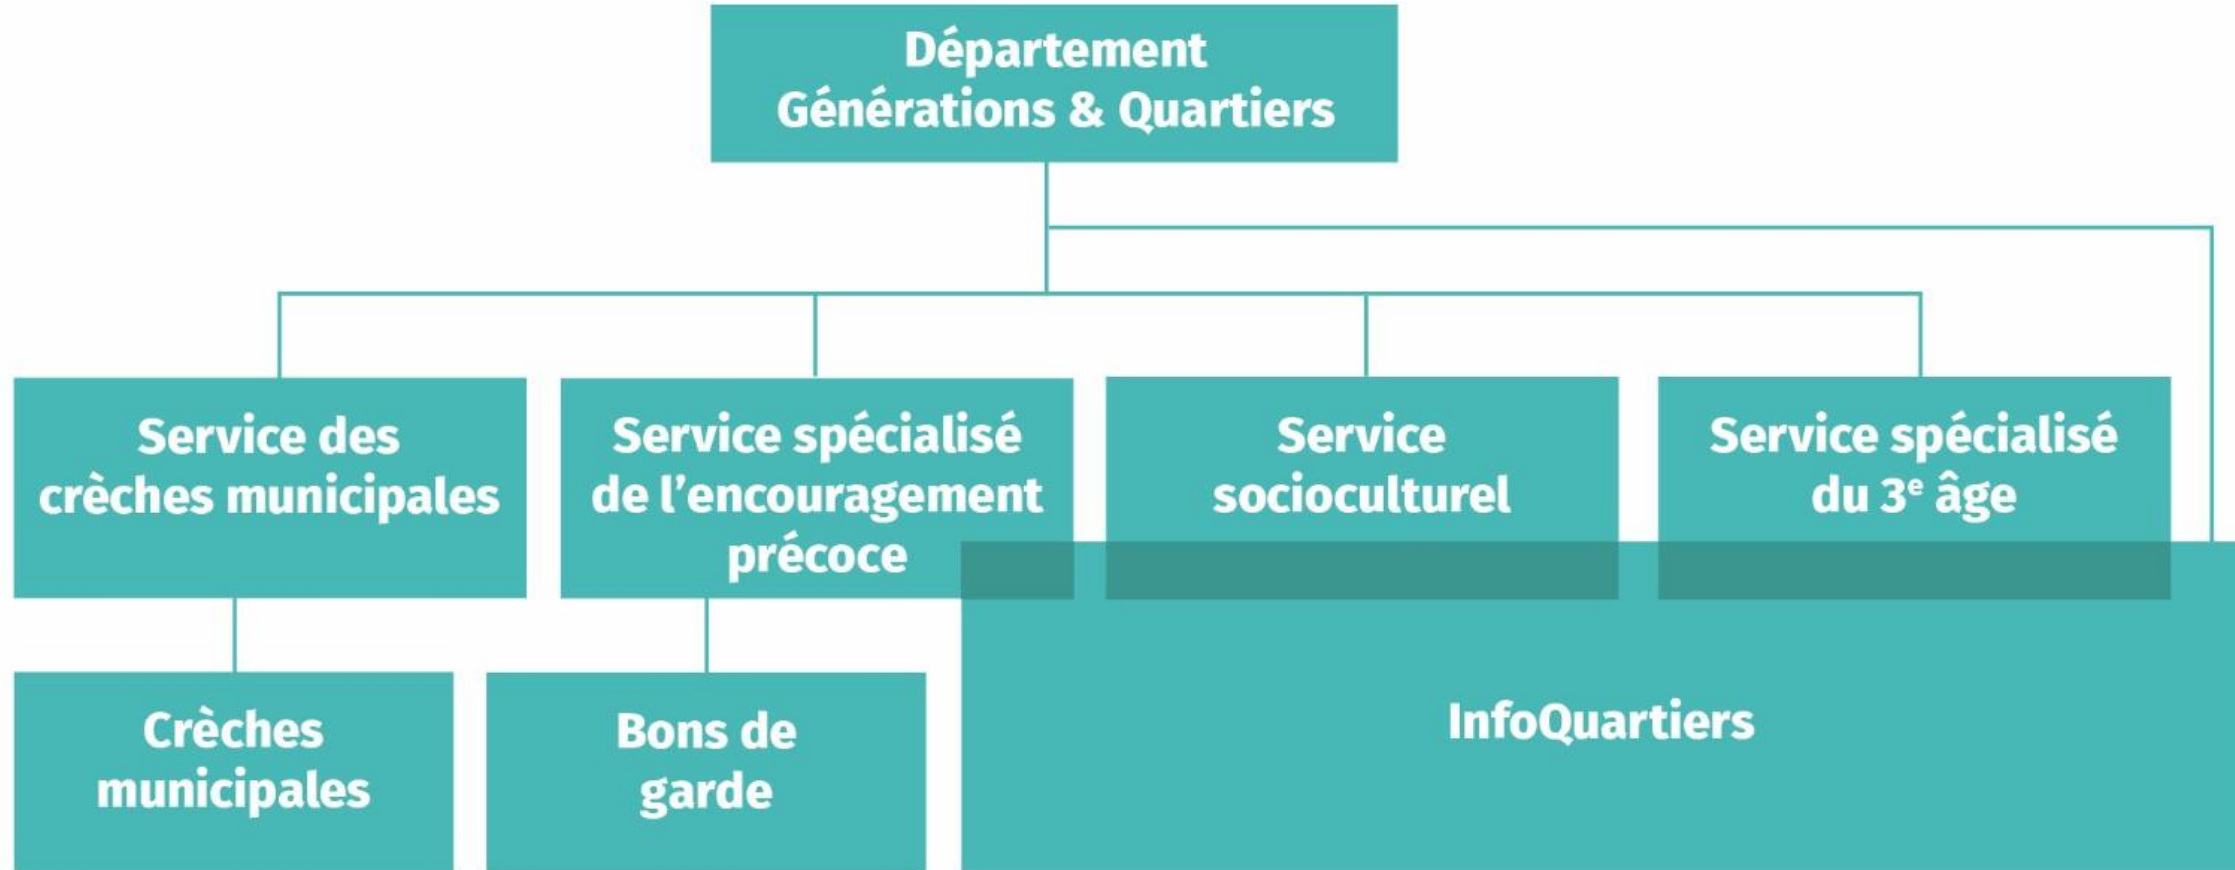 Département
Générations & Quartiers
Service des
crèches municipales
Service spécialisé
de l’encouragement
précoce
Service
socioculturel
Service spécialisé
du 3e âge
Crèches
municipales
Bons de
garde
InfoQuartiers